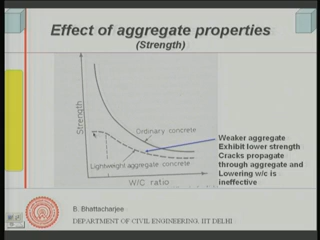 Effect of aggregate properties
(Strength)
Strength
Ordinary concrete
Lightweight aggregate concrete
W/C ratio
Weaker aggregate
Exhibit lower strength
Cracks propagate
through aggregate and
Lowering w/c is
ineffective
B. Bhattacharjee
DEPARTMENT OF CIVIL ENGINEERING, IIT DELHI